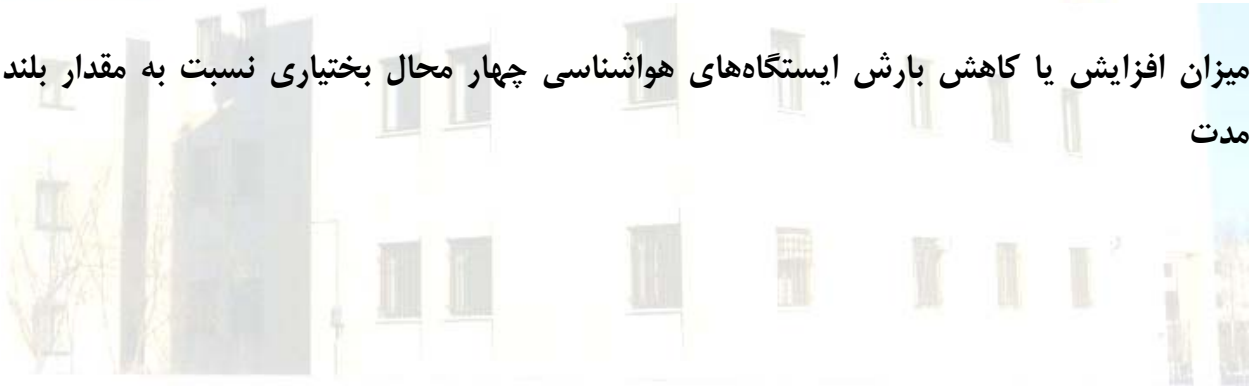 میزان افزایش یا کاهش بارش ایستگاه‌های هواشناسی چهار محال بختیاری نسبت به مقدار بلند
مدت